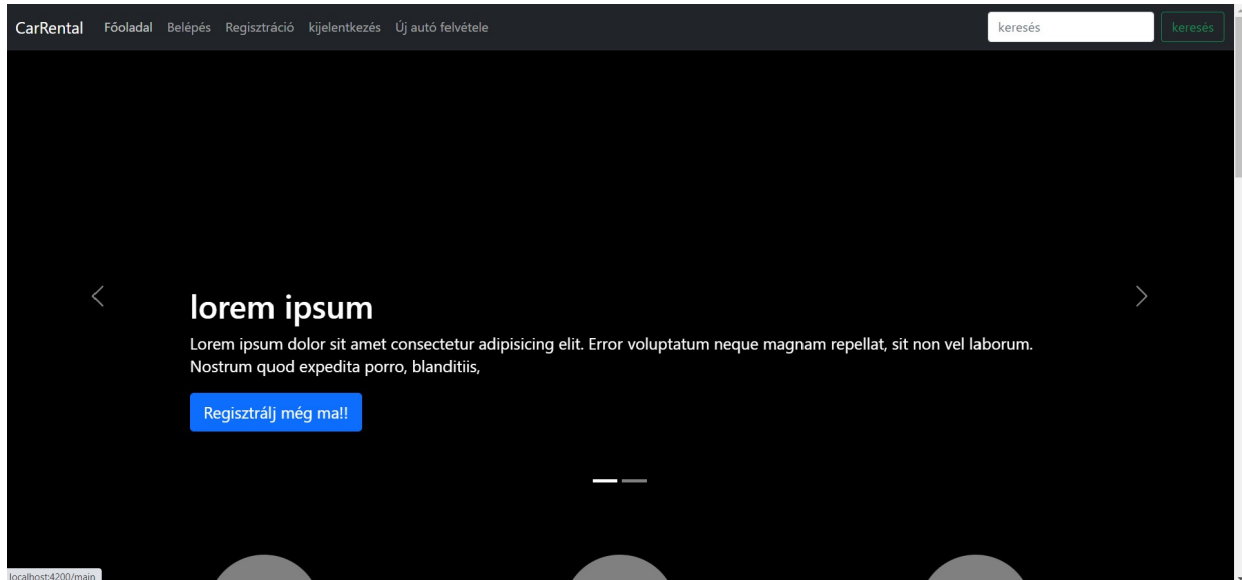 CarRental Főoladal Belépés Regisztráció kijelentkezés Új autó felvétele keresés keresés
lorem ipsum
Lorem ipsum dolor sit amet consectetur adipisicing elit. Error voluptatum neque magnam repellat, sit non vel laborum.
Nostrum quod expedita porro, blanditiis,
Regisztrálj még ma!!
localhost:4200/main